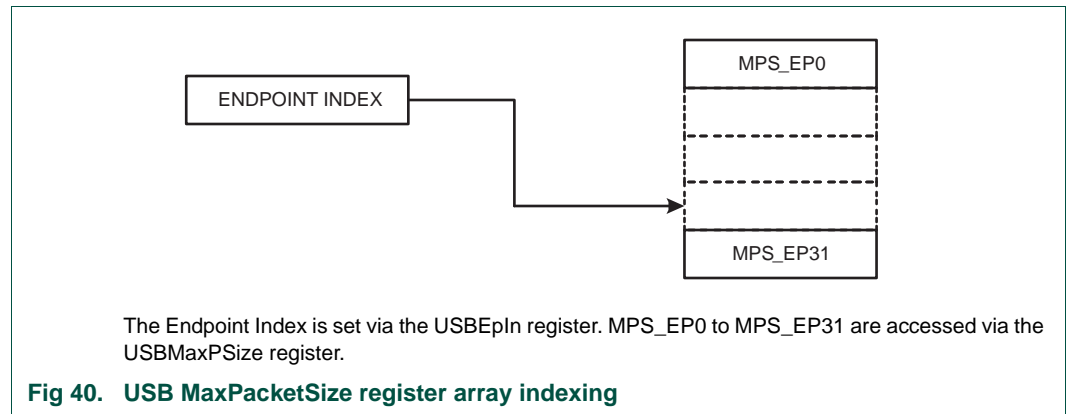 MPS_EP0
ENDPOINT INDEX
MPS_EP31
The Endpoint Index is set via the USBEpIn register. MPS_EP0 to MPS_EP31 are accessed via the
USBMaxPSize register.
Fig 40. USB MaxPacketSize register array indexing